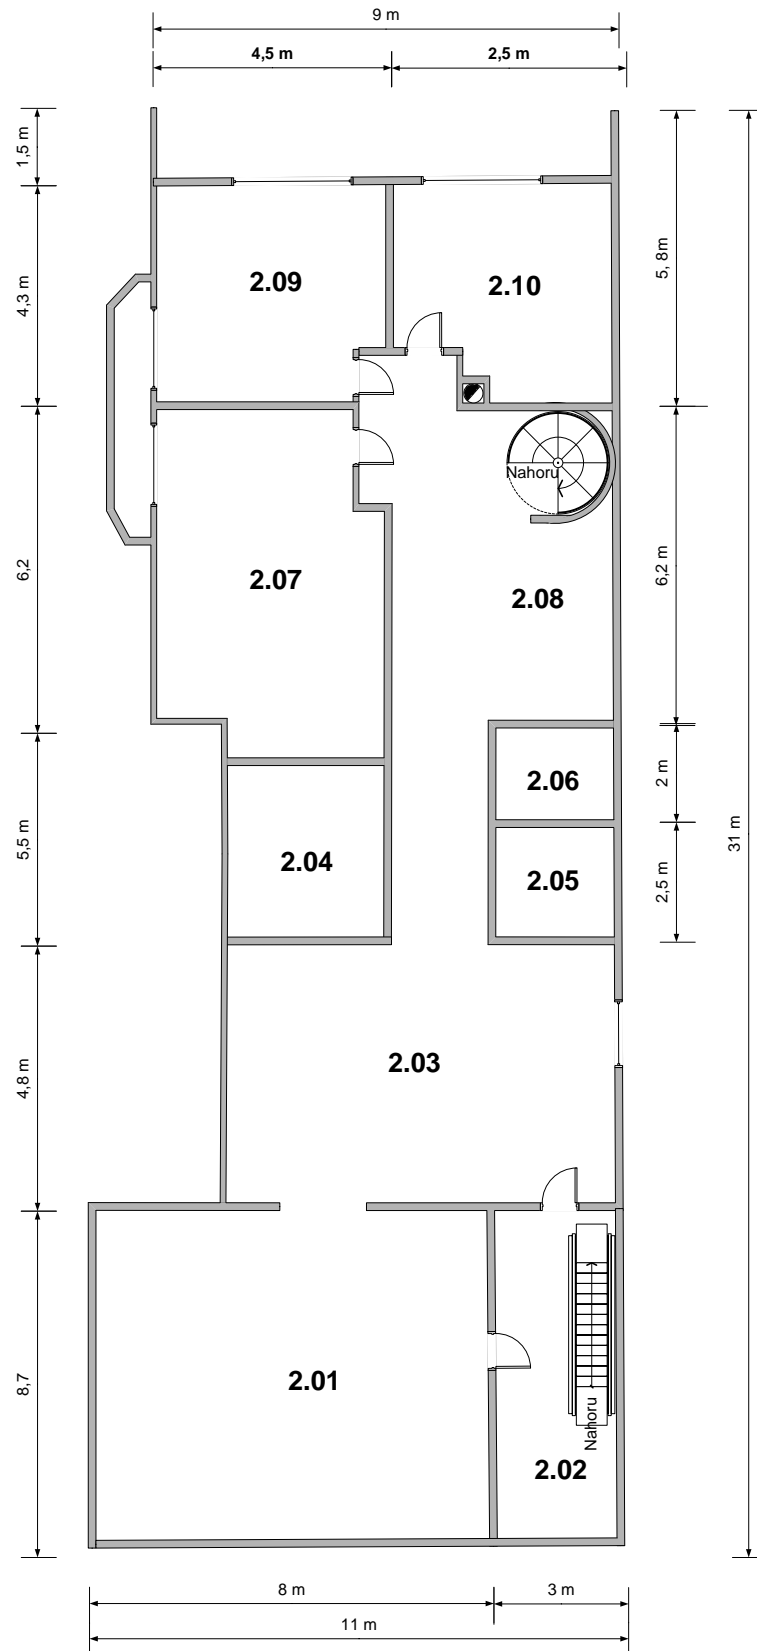 9 m
4,5 m
2,5 m
1,5 m
4,3 m
5, 8m
2.09
2.10
Nahoru
6,2
6,2 m
2.07
2.08
2.06
2 m
5,5 m
31 m
2.04
2.05
2,5 m
2.03
4,8 m
2.01
8,7
Nahoru
2.02
8 m
3 m
11 m